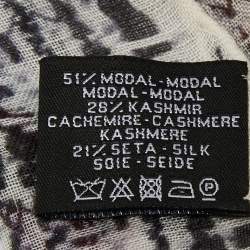 51% MODAL-MODAL
MODAL-MODAL
28% KASHMIR
CACHEMIRE-CASHMERE
KASHMERE
21% SETA-SILK
SOIE-SEIDE
P